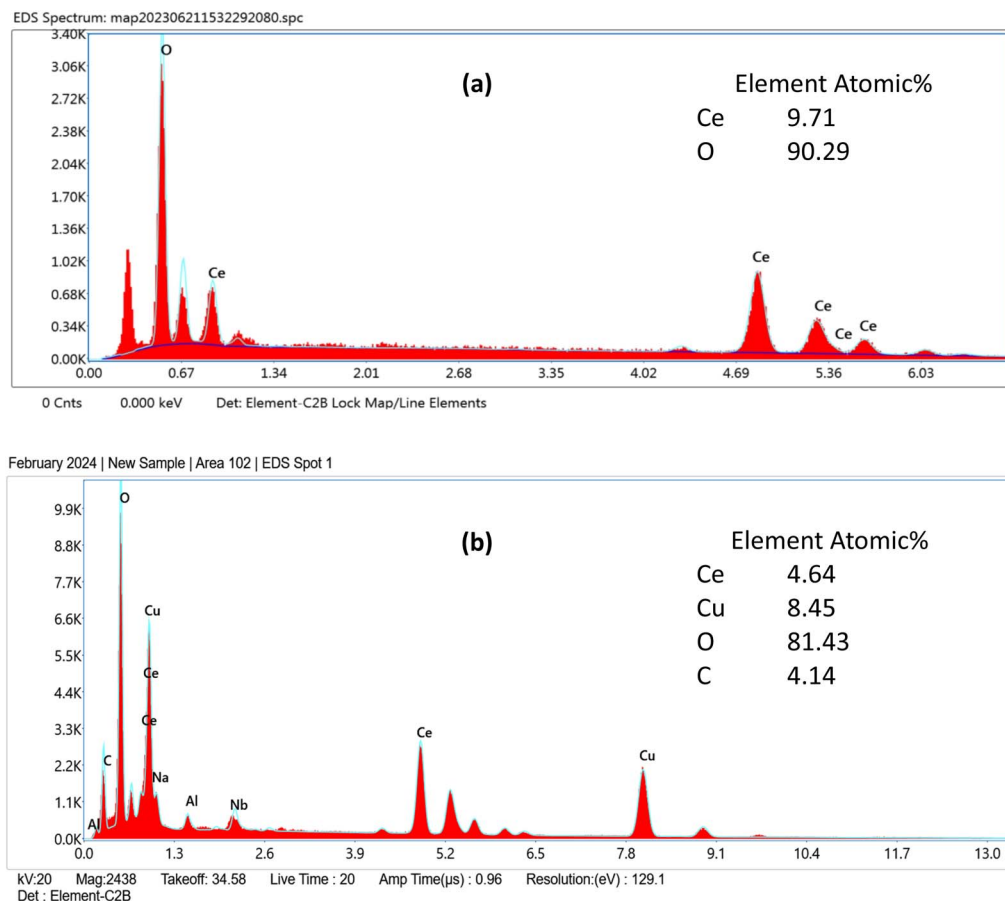 EDS Spectrum: map202306211532292080.spc
3.40K
3.06K
2.72K
2.38K
2.04K
1.70K
1.36K
1.02K
0.68K
0.34K
0.00K
O
Ce
Ce
Ce
Ce
Ce
(a)
Element Atomic%
Ce 9.71
O 90.29
0.00 0.67 1.34 2.01 2.68 3.35 4.02 4.69 5.36 6.03
0 Cnts 0.000 keV Det: Element-C2B Lock Map/Line Elements
February 2024 | New Sample | Area 102 | EDS Spot 1
9.9K
8.8K
7.7K
6.6K
5.5K
4.4K
3.3K
2.2K
1.1K
0.0K
O
Cu
Ce
Ce
C
Na
Al
Al
Nb
Ce
Cu
(b)
Element Atomic%
Ce 4.64
Cu 8.45
O 81.43
C 4.14
0.0 1.3 2.6 3.9 5.2 6.5 7.8 9.1 10.4 11.7 13.0
kV:20 Mag:2438 Takeoff: 34.58 Live Time : 20 Amp Time(μs) : 0.96 Resolution:(eV) : 129.1
Det : Element-C2B